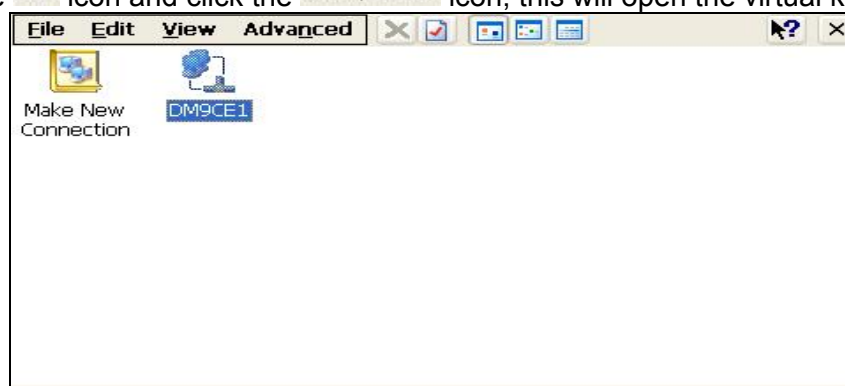 icon and click the icon, this will open the virtual k
File Edit View Advanced
Make New
Connection
DM9CE1